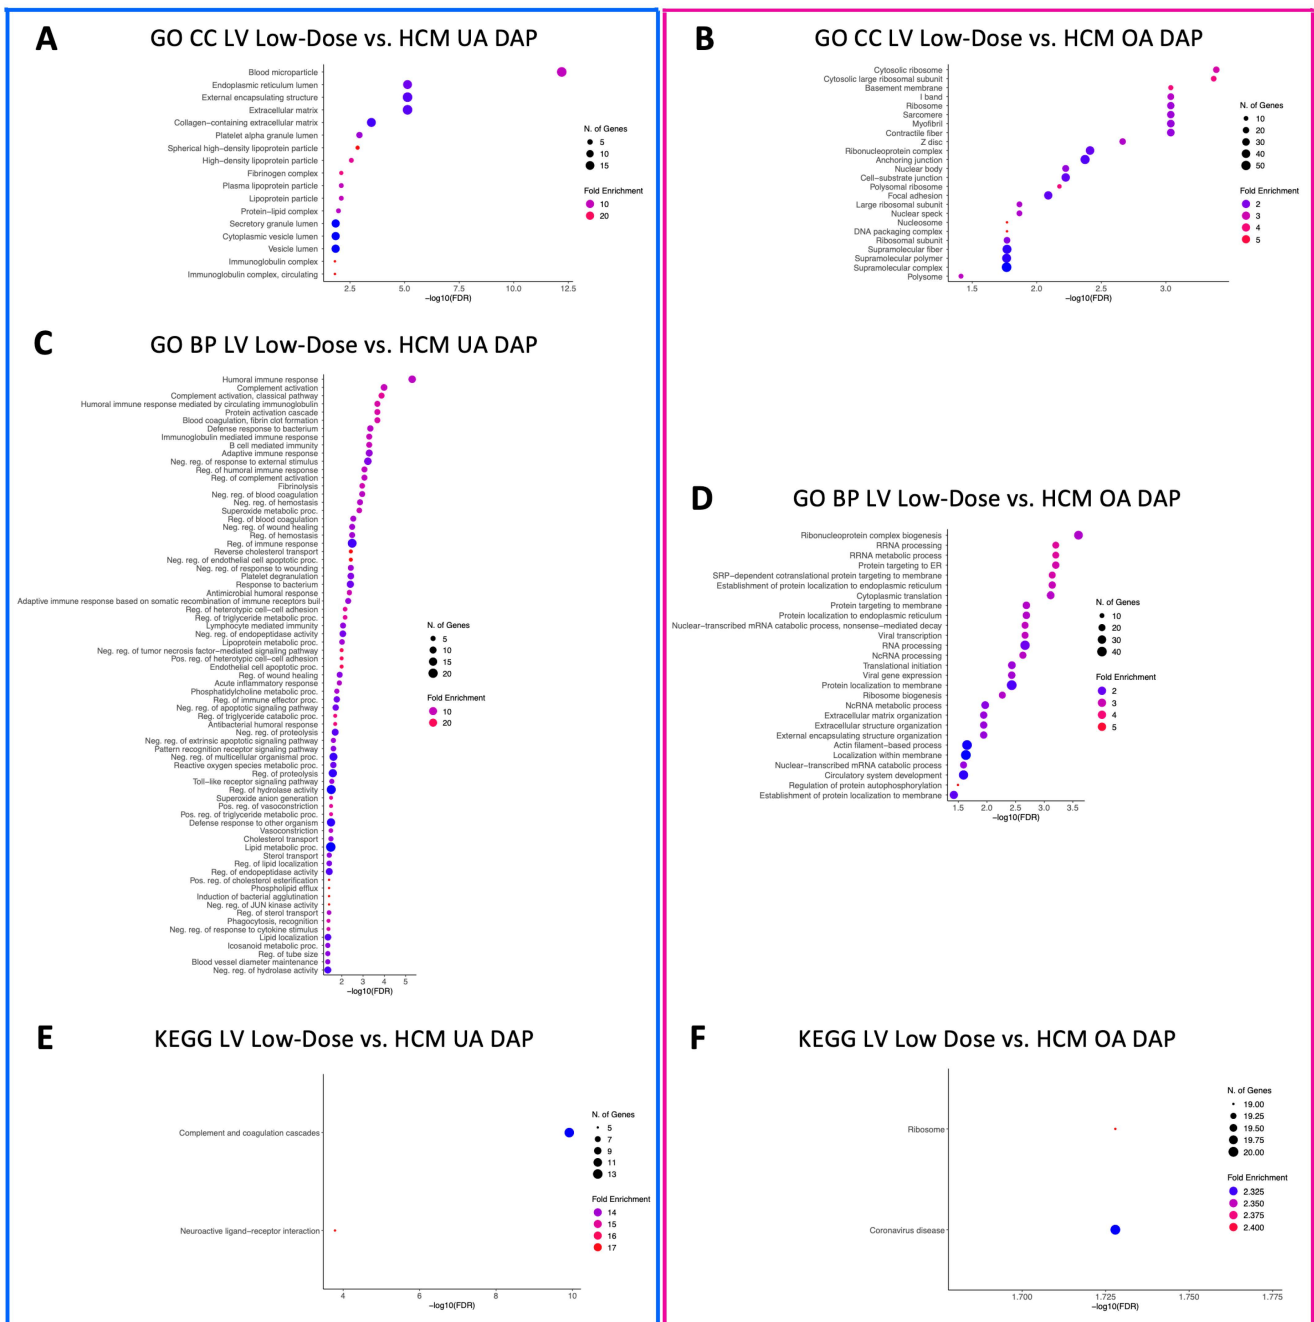 A
GO CC LV Low-Dose vs. HCM UA DAP
Blood microparticle
Endoplasmic reticulum lumen
External encapsulating structure
Extracellular matrix
Collagen−containing extracellular matrix
Platelet alpha granule lumen
Spherical high−density lipoprotein particle
High−density lipoprotein particle
Fibrinogen complex
Plasma lipoprotein particle
Lipoprotein particle
Protein−lipid complex
Secretory granule lumen
Cytoplasmic vesicle lumen
Vesicle lumen
Immunoglobulin complex
Immunoglobulin complex, circulating
2.5 5.0 7.5 10.0 12.5
−log10(FDR)
N. of Genes
5
10
15
Fold Enrichment
10
20
B
GO CC LV Low-Dose vs. HCM OA DAP
Cytosolic ribosome
Cytosolic large ribosomal subunit
Basement membrane
I band
Ribosome
Sarcomere
Myofibril
Contractile fiber
Z disc
Ribonucleoprotein complex
Anchoring junction
Nuclear body
Cell−substrate junction
Polysomal ribosome
Focal adhesion
Large ribosomal subunit
Nuclear speck
Nucleosome
DNA packaging complex
Ribosomal subunit
Supramolecular fiber
Supramolecular polymer
Supramolecular complex
Polysome
1.5 2.0 2.5 3.0
−log10(FDR)
N. of Genes
10
20
30
40
50
Fold Enrichment
2
3
4
5
C
GO BP LV Low-Dose vs. HCM UA DAP
Humoral immune response
Complement activation
Complement activation, classical pathway
Humoral immune response mediated by circulating immunoglobulin
Protein activation cascade
Blood coagulation, fibrin clot formation
Defense response to bacterium
Immunoglobulin mediated immune response
B cell mediated immunity
Adaptive immune response
Neg. reg. of response to external stimulus
Reg. of humoral immune response
Reg. of complement activation
Fibrinolysis
Neg. reg. of blood coagulation
Neg. reg. of hemostasis
Superoxide metabolic proc.
Reg. of blood coagulation
Neg. reg. of wound healing
Reg. of hemostasis
Reg. of immune response
Reverse cholesterol transport
Neg. reg. of endothelial cell apoptotic proc.
Neg. reg. of response to wounding
Platelet degranulation
Response to bacterium
Antimicrobial humoral response
Adaptive immune response based on somatic recombination of immune receptors buil
Reg. of heterotypic cell−cell adhesion
Reg. of triglyceride metabolic proc.
Lymphocyte mediated immunity
Neg. reg. of endopeptidase activity
Lipoprotein metabolic proc.
Neg. reg. of tumor necrosis factor−mediated signaling pathway
Pos. reg. of heterotypic cell−cell adhesion
Endothelial cell apoptotic proc.
Reg. of wound healing
Acute inflammatory response
Phosphatidylcholine metabolic proc.
Reg. of immune effector proc.
Neg. reg. of apoptotic signaling pathway
Reg. of triglyceride catabolic proc.
Antibacterial humoral response
Neg. reg. of proteolysis
Neg. reg. of extrinsic apoptotic signaling pathway
Pattern recognition receptor signaling pathway
Neg. reg. of multicellular organismal proc.
Reactive oxygen species metabolic proc.
Reg. of proteolysis
Toll−like receptor signaling pathway
Reg. of hydrolase activity
Superoxide anion generation
Pos. reg. of vasoconstriction
Pos. reg. of triglyceride metabolic proc.
Defense response to other organism
Vasoconstriction
Cholesterol transport
Lipid metabolic proc.
Sterol transport
Reg. of lipid localization
Reg. of endopeptidase activity
Pos. reg. of cholesterol esterification
Phospholipid efflux
Induction of bacterial agglutination
Neg. reg. of JUN kinase activity
Reg. of sterol transport
Phagocytosis, recognition
Neg. reg. of response to cytokine stimulus
Lipid localization
Icosanoid metabolic proc.
Reg. of tube size
Blood vessel diameter maintenance
Neg. reg. of hydrolase activity
2 3 4 5
−log10(FDR)
N. of Genes
5
10
15
20
Fold Enrichment
10
20
D
GO BP LV Low-Dose vs. HCM OA DAP
Ribonucleoprotein complex biogenesis
RRNA processing
RRNA metabolic process
Protein targeting to ER
SRP−dependent cotranslational protein targeting to membrane
Establishment of protein localization to endoplasmic reticulum
Cytoplasmic translation
Protein targeting to membrane
Protein localization to endoplasmic reticulum
Nuclear−transcribed mRNA catabolic process, nonsense−mediated decay
Viral transcription
RNA processing
NcRNA processing
Translational initiation
Viral gene expression
Protein localization to membrane
Ribosome biogenesis
NcRNA metabolic process
Extracellular matrix organization
Extracellular structure organization
External encapsulating structure organization
Actin filament−based process
Localization within membrane
Nuclear−transcribed mRNA catabolic process
Circulatory system development
Regulation of protein autophosphorylation
Establishment of protein localization to membrane
1.5 2.0 2.5 3.0 3.5
−log10(FDR)
N. of Genes
10
20
30
40
Fold Enrichment
2
3
4
5
E
KEGG LV Low-Dose vs. HCM UA DAP
Complement and coagulation cascades
Neuroactive ligand−receptor interaction
4 6 8 10
−log10(FDR)
N. of Genes
5
7
9
11
13
Fold Enrichment
14
15
16
17
F
KEGG LV Low Dose vs. HCM OA DAP
Ribosome
Coronavirus disease
1.700 1.725 1.750 1.775
−log10(FDR)
N. of Genes
19.00
19.25
19.50
19.75
20.00
Fold Enrichment
2.325
2.350
2.375
2.400